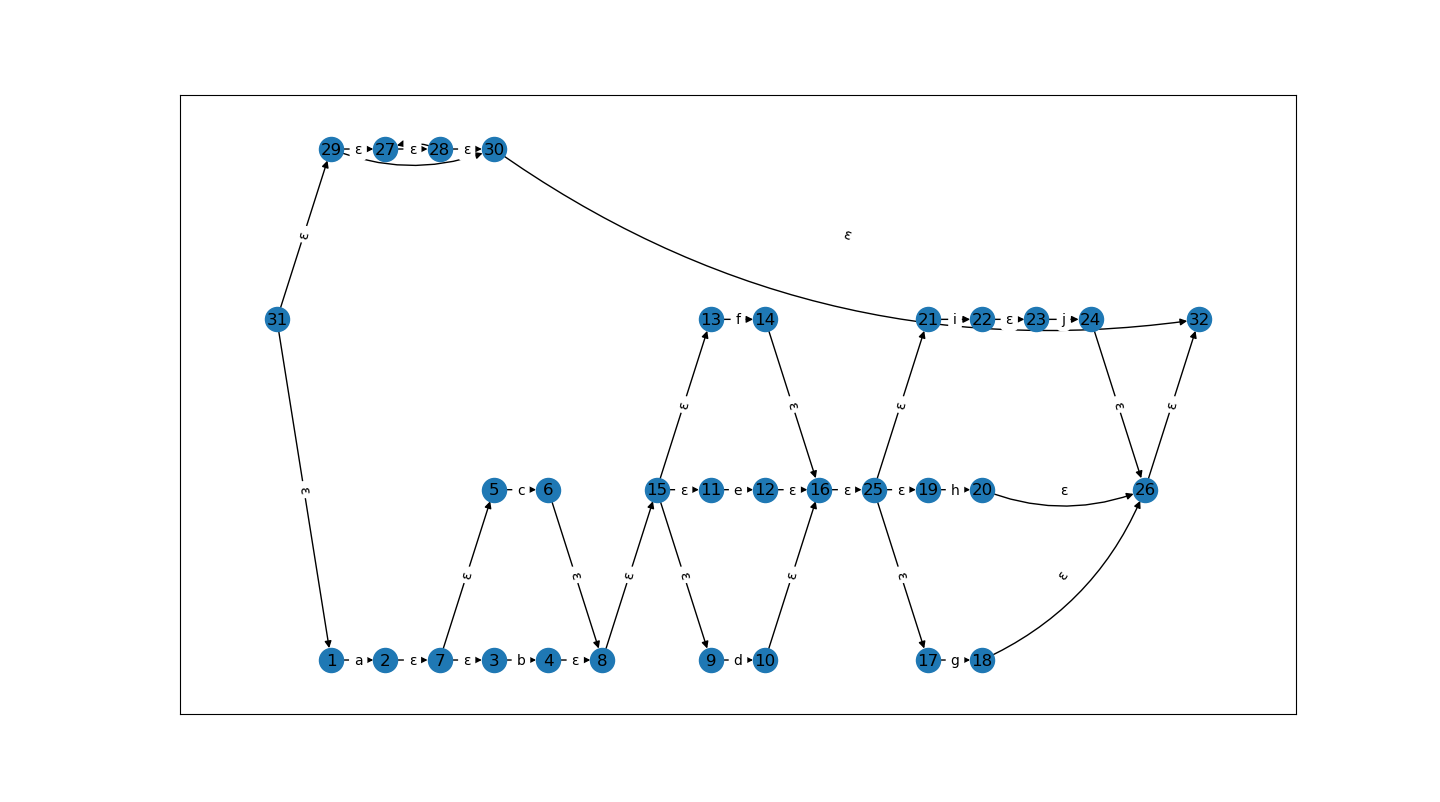 29 ε 27 ε 28 ε 30
ε ε
31 13 f 14 21 i 22 ε 23 j 24 32
ε ε ε ε ε
ε 5 c 6 15 ε 11 e 12 ε 16 ε 25 ε 19 h 20 ε 26
ε ε ε ε ε ε ε
1 a 2 ε 7 ε 3 b 4 ε 8 9 d 10 17 g 18